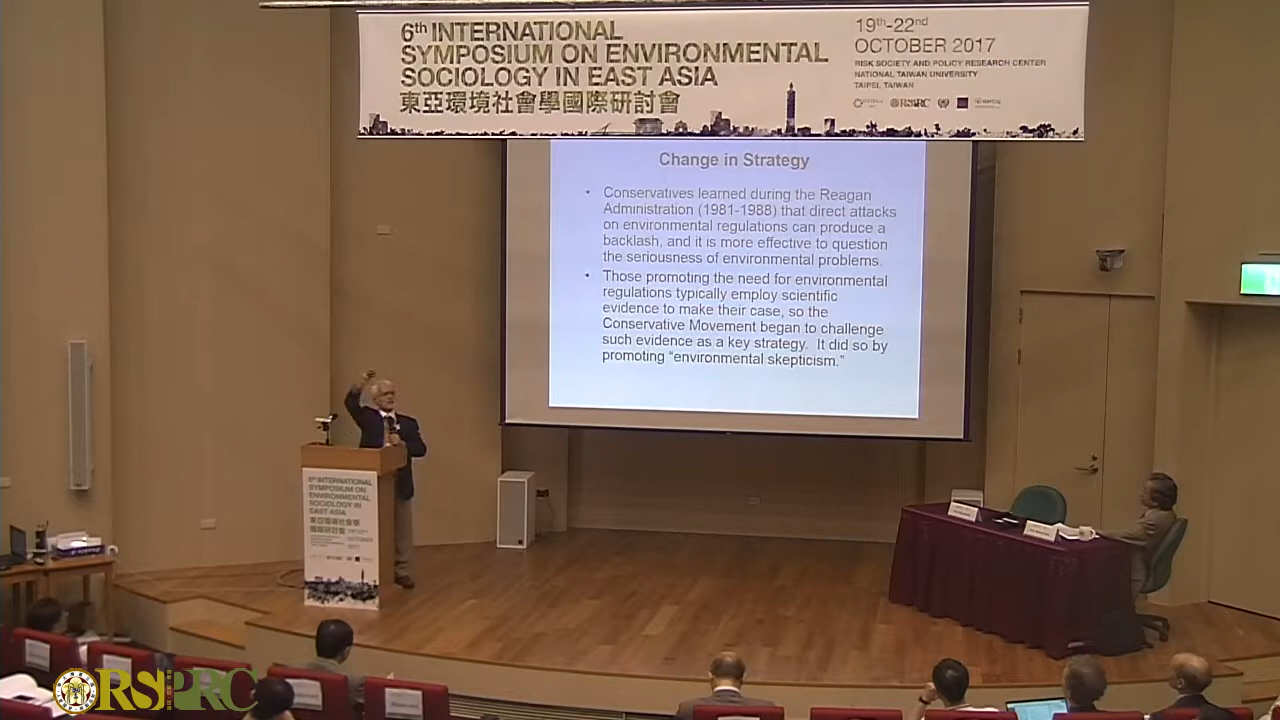 6th INTERNATIONAL
SYMPOSIUM ON ENVIRONMENTAL
SOCIOLOGY IN EAST ASIA
東亞環境社會學國際研討會
19th-22nd
OCTOBER 2017
RISK SOCIETY AND POLICY RESEARCH CENTER
NATIONAL TAIWAN UNIVERSITY
TAIPEI, TAIWAN
RSPRC
Change in Strategy
• Conservatives learned during the Reagan
Administration (1981-1988) that direct attacks
on environmental regulations can produce a
backlash, and it is more effective to question
the seriousness of environmental problems.
• Those promoting the need for environmental
regulations typically employ scientific
evidence to make their case, so the
Conservative Movement began to challenge
such evidence as a key strategy. It did so by
promoting “environmental skepticism.”
6th INTERNATIONAL
SYMPOSIUM ON
ENVIRONMENTAL
SOCIOLOGY IN
EAST ASIA
東亞環境社會學
國際研討會
OCTOBER
2017
RSPRC